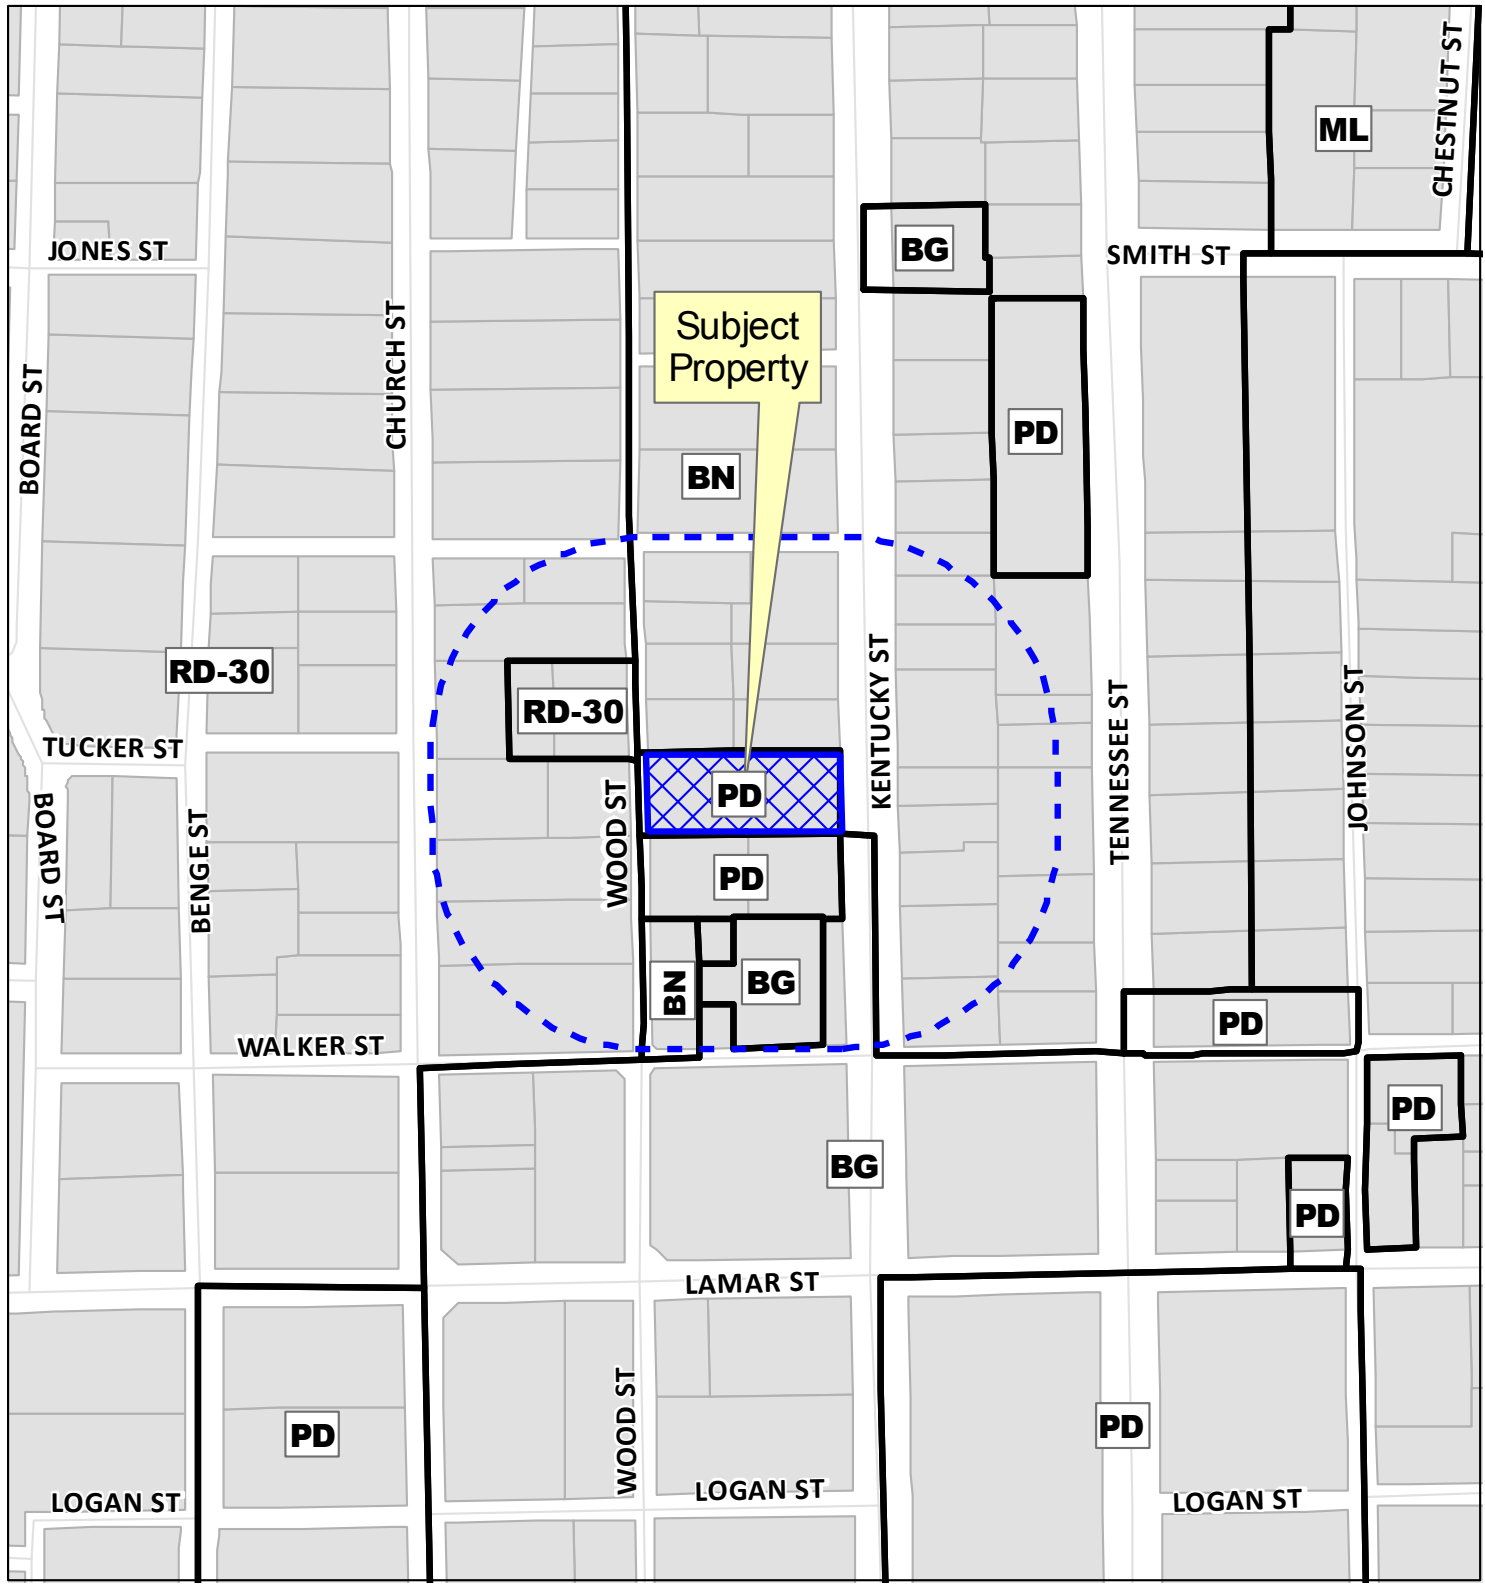 CHESTNUT ST
ML
JONES ST
BG
SMITH ST
Subject
Property
CHURCH ST
BOARD ST
PD
BN
RD-30
RD-30
KENTUCKY ST
TENNESSEE ST
JOHNSON ST
TUCKER ST
PD
WOOD ST
BOARD ST
BENGE ST
PD
BN
BG
PD
WALKER ST
PD
BG
PD
LAMAR ST
WOOD ST
PD
PD
LOGAN ST
LOGAN ST
LOGAN ST